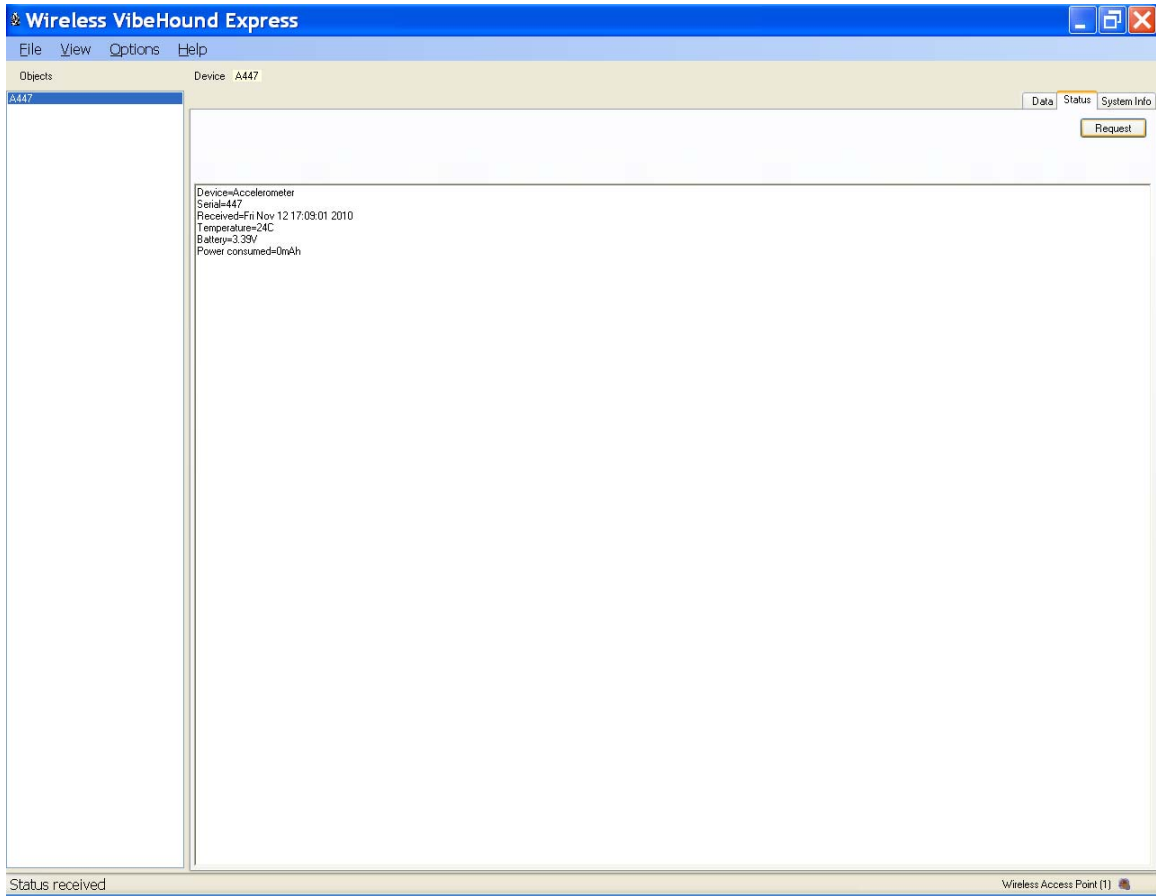 Wireless VibeHound Express
File View Options Help
Objects Device A447
A447
Data Status System Info
Request
Device=Accelerometer
Serial=447
Received=Fri Nov 12 17:09:01 2010
Temperature=24C
Battery=3.39V
Power consumed=0mAh
Status received Wireless Access Point (1)